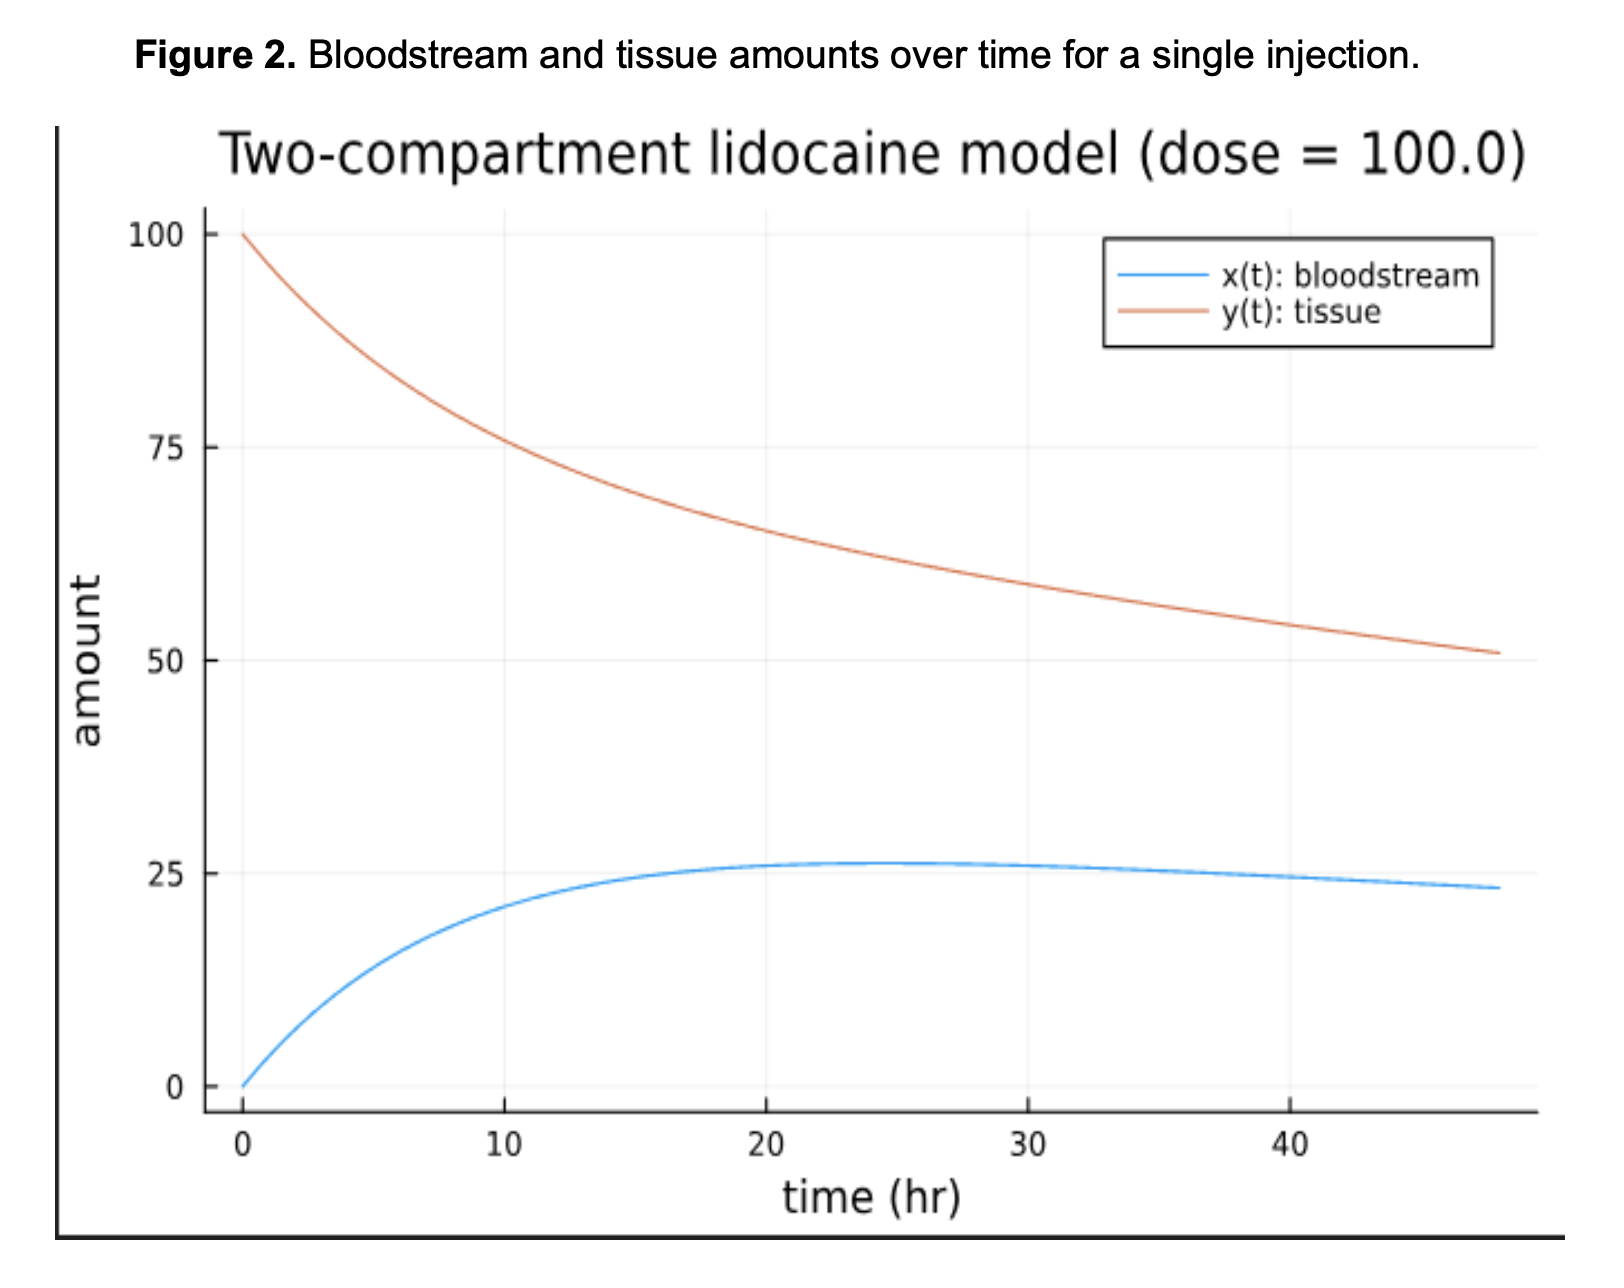 Figure 2. Bloodstream and tissue amounts over time for a single injection.
Two-compartment lidocaine model (dose = 100.0)
x(t): bloodstream
y(t): tissue
100
75
50
25
0
amount
0 10 20 30 40
time (hr)